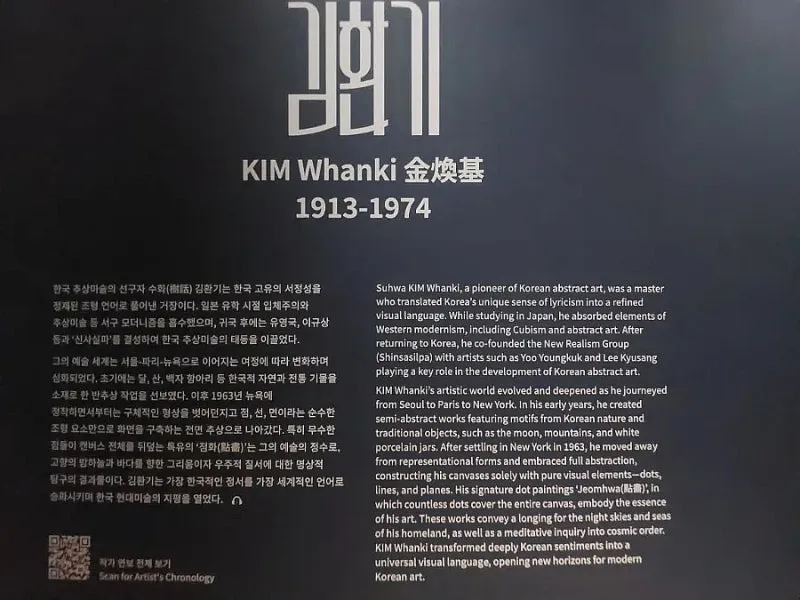 김환기
KIM Whanki 金煥基
1913-1974
한국 추상미술의 선구자 수화(樹話) 김환기는 한국 고유의 서정성을
정제된 조형 언어로 풀어낸 거장이다. 일본 유학 시절 입체주의와
추상미술 등 서구 모더니즘을 흡수했으며, 귀국 후에는 유영국, 이규상
등과 ‘신사실파’를 결성하여 한국 추상미술의 태동을 이끌었다.
그의 예술 세계는 서울-파리-뉴욕으로 이어지는 여정에 따라 변화하며
심화되었다. 초기에는 달, 산, 백자 항아리 등 한국적 자연과 전통 기물을
소재로 한 반추상 작업을 선보였다. 이후 1963년 뉴욕에
정착하면서부터는 구체적인 형상을 벗어던지고 점, 선, 면이라는 순수한
조형 요소만으로 화면을 구축하는 전면 추상으로 나아갔다. 특히 무수한
점들이 캔버스 전체를 뒤덮는 특유의 ‘점화(點畵)’는 그의 예술의 정수로,
고향의 밤하늘과 바다를 향한 그리움이자 우주적 질서에 대한 명상적
탐구의 결과물이다. 김환기는 가장 한국적인 정서를 가장 세계적인 언어로
승화시키며 한국 현대미술의 지평을 열었다.
작가 연보 전체 보기
Scan for Artist's Chronology
Suhwa KIM Whanki, a pioneer of Korean abstract art, was a master
who translated Korea's unique sense of lyricism into a refined
visual language. While studying in Japan, he absorbed elements of
Western modernism, including Cubism and abstract art. After
returning to Korea, he co-founded the New Realism Group
(Shinsasilpa) with artists such as Yoo Youngkuk and Lee Kyusang
playing a key role in the development of Korean abstract art.
KIM Whanki's artistic world evolved and deepened as he journeyed
from Seoul to Paris to New York. In his early years, he created
semi-abstract works featuring motifs from Korean nature and
traditional objects, such as the moon, mountains, and white
porcelain jars. After settling in New York in 1963, he moved away
from representational forms and embraced full abstraction,
constructing his canvases solely with pure visual elements—dots,
lines, and planes. His signature dot paintings ‘Jeomhwa(點畵)’, in
which countless dots cover the entire canvas, embody the essence
of his art. These works convey a longing for the night skies and seas
of his homeland, as well as a meditative inquiry into cosmic order.
KIM Whanki transformed deeply Korean sentiments into a
universal visual language, opening new horizons for modern
Korean art.